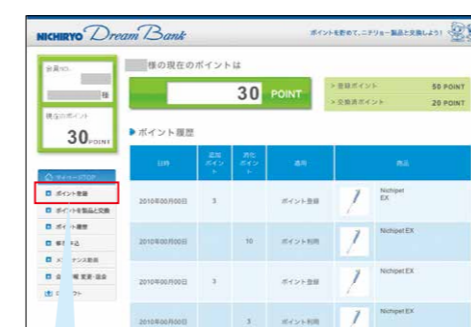 NICHIRYO Dream Bank
ポイントを貯めて、ニチリョー製品と交換しよう!
会員NO.
様
現在のポイント
30 POINT
様の現在のポイントは
30 POINT
> 登録ポイント 50 POINT
> 交換済ポイント 20 POINT
ポイント履歴
日時 追加ポイント 消化ポイント 適用 商品
2010年00月00日 3 ポイント登録 Nichipet EX
2010年00月00日 10 ポイント利用 Nichipet EX
2010年00月00日 3 ポイント登録 Nichipet EX
2010年00月00日 3 ポイント利用 Nichipet EX
マイページTOP
ポイント登録
ポイントを製品と交換
ポイント履歴